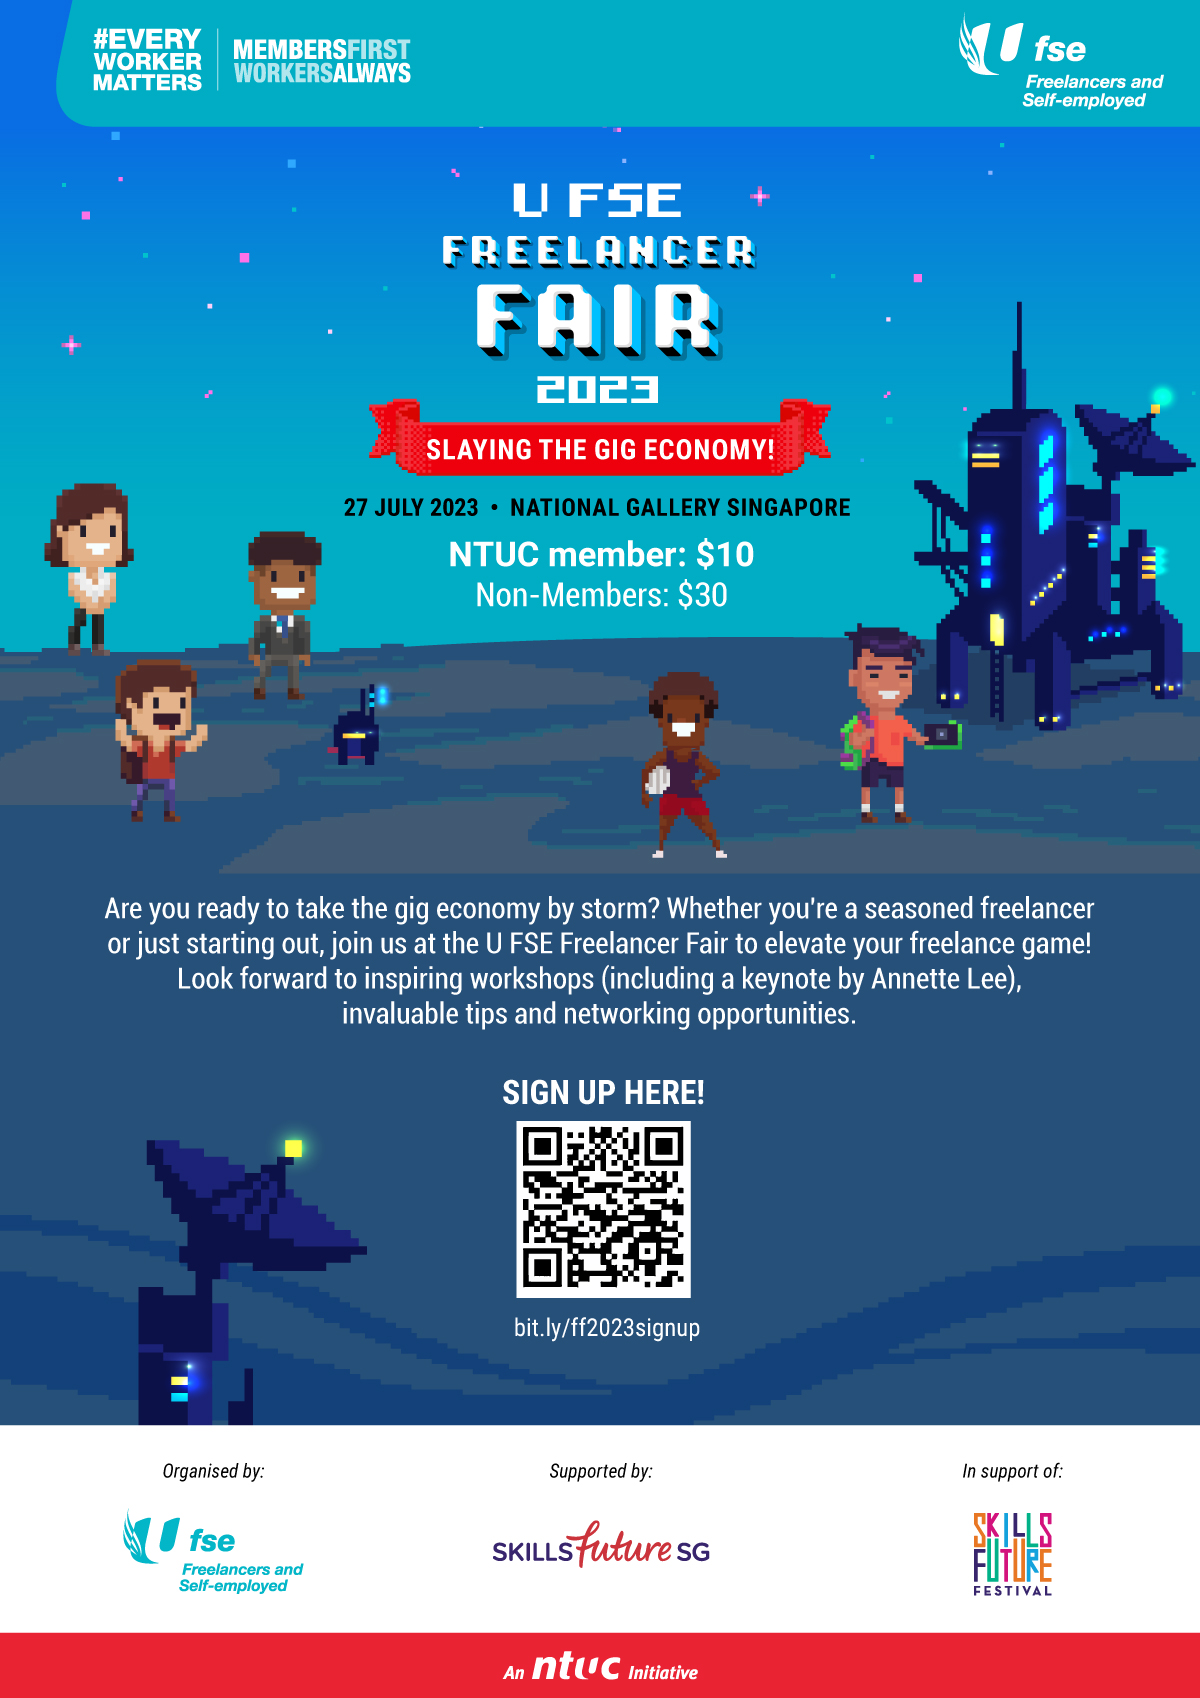 #EVERY
WORKER
MATTERS
MEMBERSFIRST
WORKERSALWAYS
fse
Freelancers and
Self-employed
U FSE
FREELANCER
FAIR
2023
SLAYING THE GIG ECONOMY!
27 JULY 2023 • NATIONAL GALLERY SINGAPORE
NTUC member: $10
Non-Members: $30
Are you ready to take the gig economy by storm? Whether you're a seasoned freelancer
or just starting out, join us at the U FSE Freelancer Fair to elevate your freelance game!
Look forward to inspiring workshops (including a keynote by Annette Lee),
invaluable tips and networking opportunities.
SIGN UP HERE!
bit.ly/ff2023signup
Organised by:
fse
Freelancers and
Self-employed
Supported by:
SKILLSfuture SG
In support of:
SKILLS
FUTURE
FESTIVAL
An ntuc Initiative